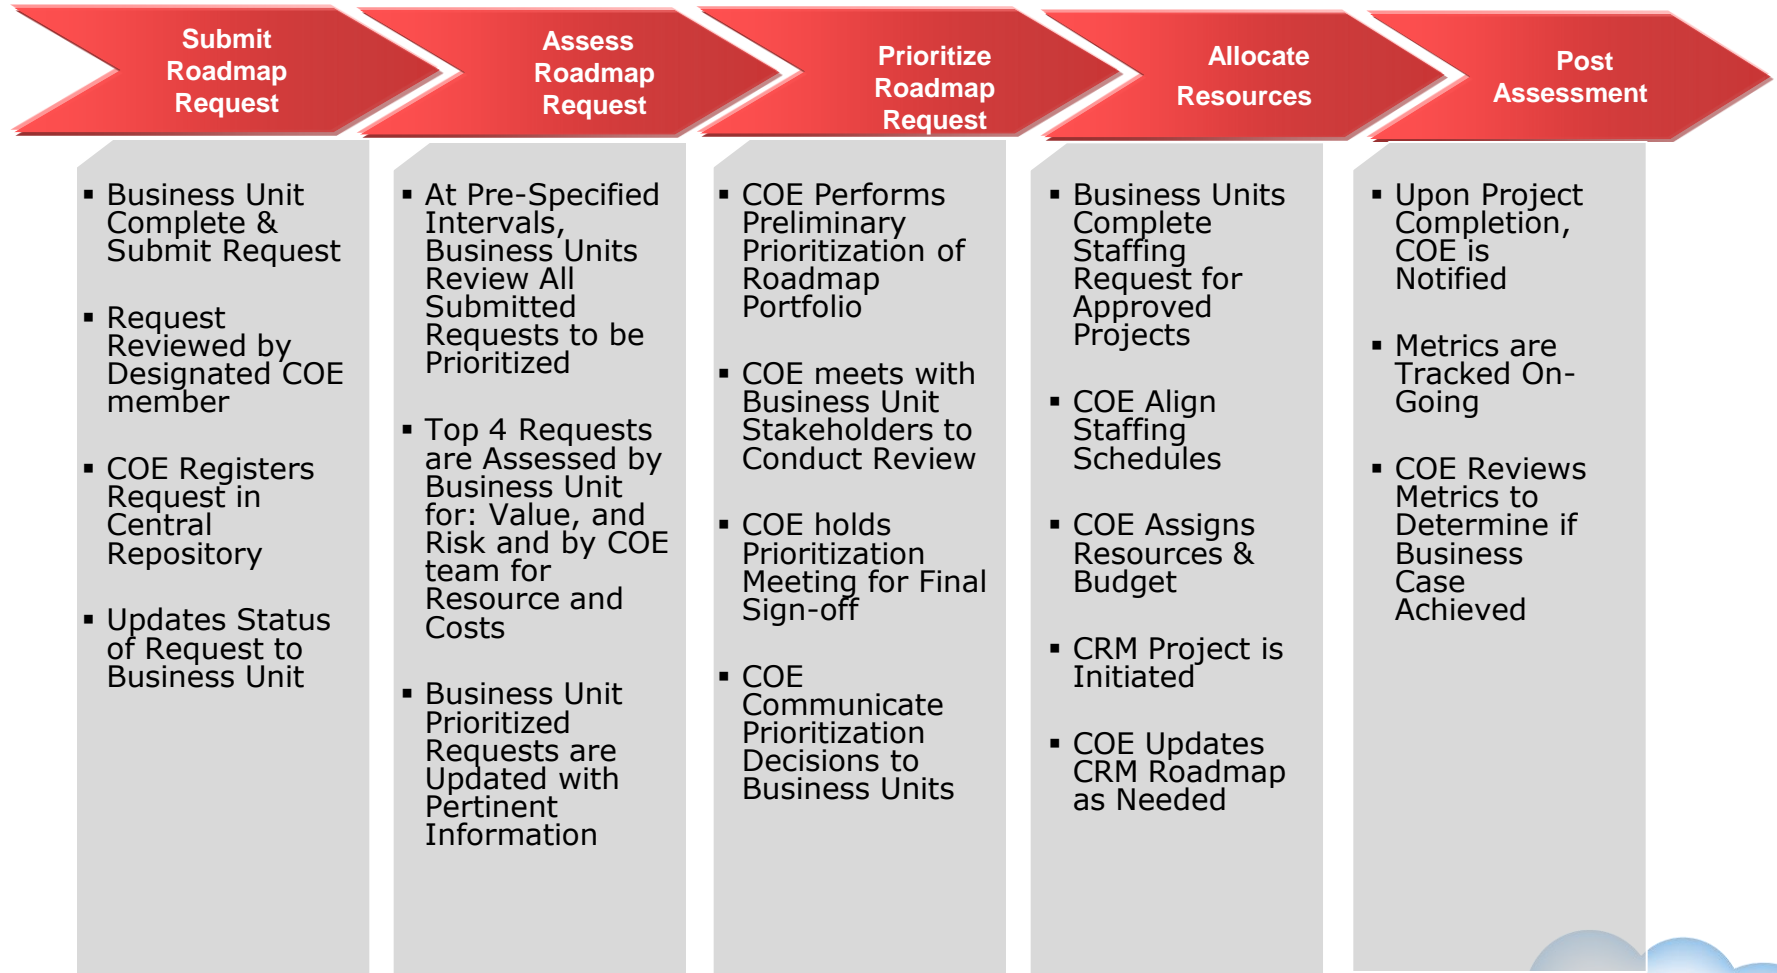 Submit
Roadmap
Request
Assess
Roadmap
Request
Prioritize
Roadmap
Request
Allocate
Resources
Post
Assessment
▪ Business Unit
Complete &
Submit Request
▪ Request
Reviewed by
Designated COE
member
▪ COE Registers
Request in
Central
Repository
▪ Updates Status
of Request to
Business Unit
▪ At Pre-Specified
Intervals,
Business Units
Review All
Submitted
Requests to be
Prioritized
▪ Top 4 Requests
are Assessed by
Business Unit
for: Value, and
Risk and by COE
team for
Resource and
Costs
▪ Business Unit
Prioritized
Requests are
Updated with
Pertinent
Information
▪ COE Performs
Preliminary
Prioritization of
Roadmap
Portfolio
▪ COE meets with
Business Unit
Stakeholders to
Conduct Review
▪ COE holds
Prioritization
Meeting for Final
Sign-off
▪ COE
Communicate
Prioritization
Decisions to
Business Units
▪ Business Units
Complete
Staffing
Request for
Approved
Projects
▪ COE Align
Staffing
Schedules
▪ COE Assigns
Resources &
Budget
▪ CRM Project is
Initiated
▪ COE Updates
CRM Roadmap
as Needed
▪ Upon Project
Completion,
COE is
Notified
▪ Metrics are
Tracked On-
Going
▪ COE Reviews
Metrics to
Determine if
Business
Case
Achieved